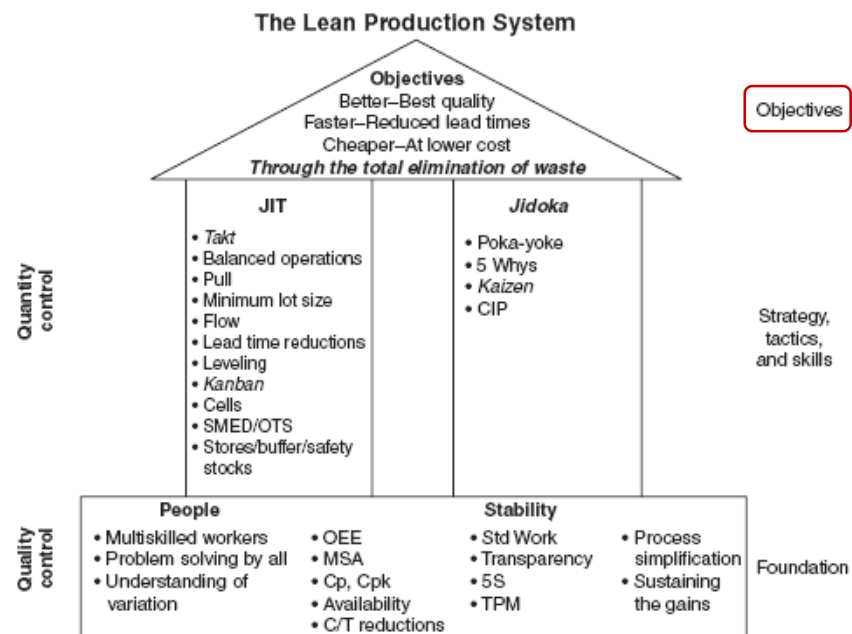 The Lean Production System
Objectives
Better–Best quality
Faster–Reduced lead times
Cheaper–At lower cost
Through the total elimination of waste
Objectives
Quantity
control
JIT
• Takt
• Balanced operations
• Pull
• Minimum lot size
• Flow
• Lead time reductions
• Leveling
• Kanban
• Cells
• SMED/OTS
• Stores/buffer/safety
stocks
Jidoka
• Poka-yoke
• 5 Whys
• Kaizen
• CIP
Strategy,
tactics,
and skills
Quality
control
People
• Multiskilled workers
• Problem solving by all
• Understanding of
variation
• OEE
• MSA
• Cp, Cpk
• Availability
• C/T reductions
Stability
• Std Work
• Transparency
• 5S
• TPM
• Process
simplification
• Sustaining
the gains
Foundation